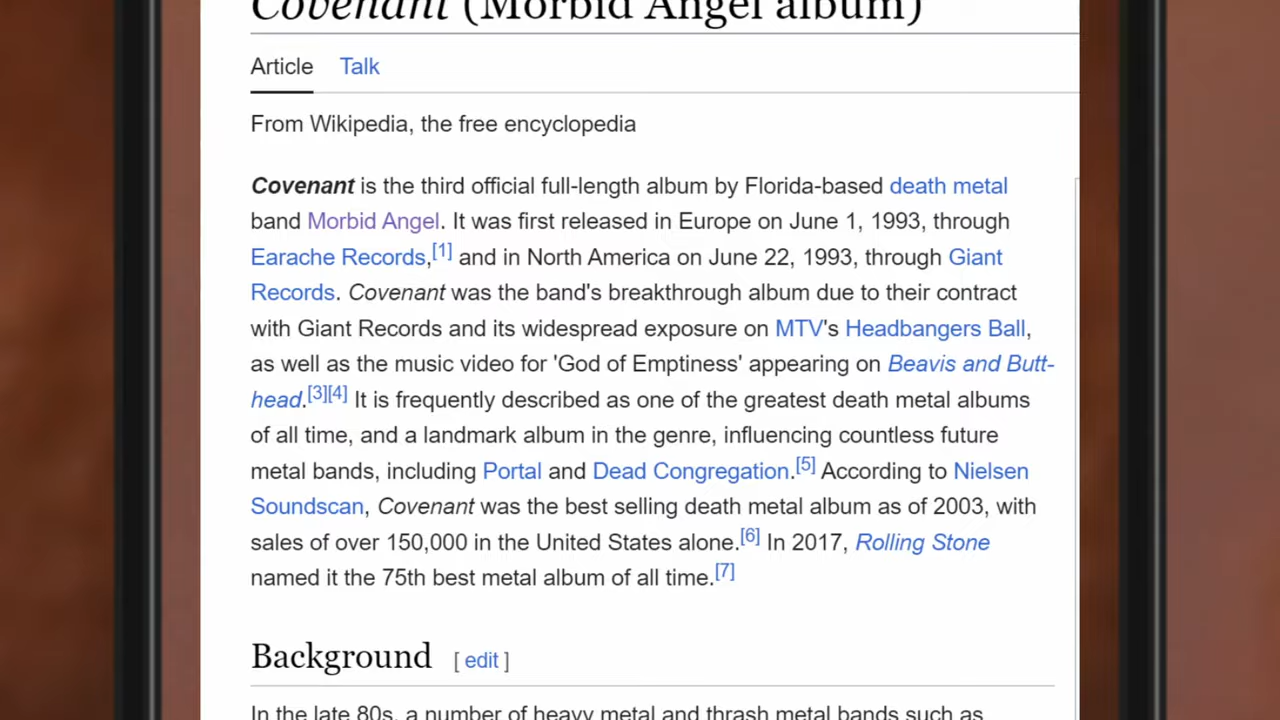 Covenant (Morbid Angel album)
Article Talk
From Wikipedia, the free encyclopedia
Covenant is the third official full-length album by Florida-based death metal
band Morbid Angel. It was first released in Europe on June 1, 1993, through
Earache Records,[1] and in North America on June 22, 1993, through Giant
Records. Covenant was the band's breakthrough album due to their contract
with Giant Records and its widespread exposure on MTV's Headbangers Ball,
as well as the music video for 'God of Emptiness' appearing on Beavis and Butt-
head.[3][4] It is frequently described as one of the greatest death metal albums
of all time, and a landmark album in the genre, influencing countless future
metal bands, including Portal and Dead Congregation.[5] According to Nielsen
Soundscan, Covenant was the best selling death metal album as of 2003, with
sales of over 150,000 in the United States alone.[6] In 2017, Rolling Stone
named it the 75th best metal album of all time.[7]
Background [ edit ]
In the late 80s, a number of heavy metal and thrash metal bands such as